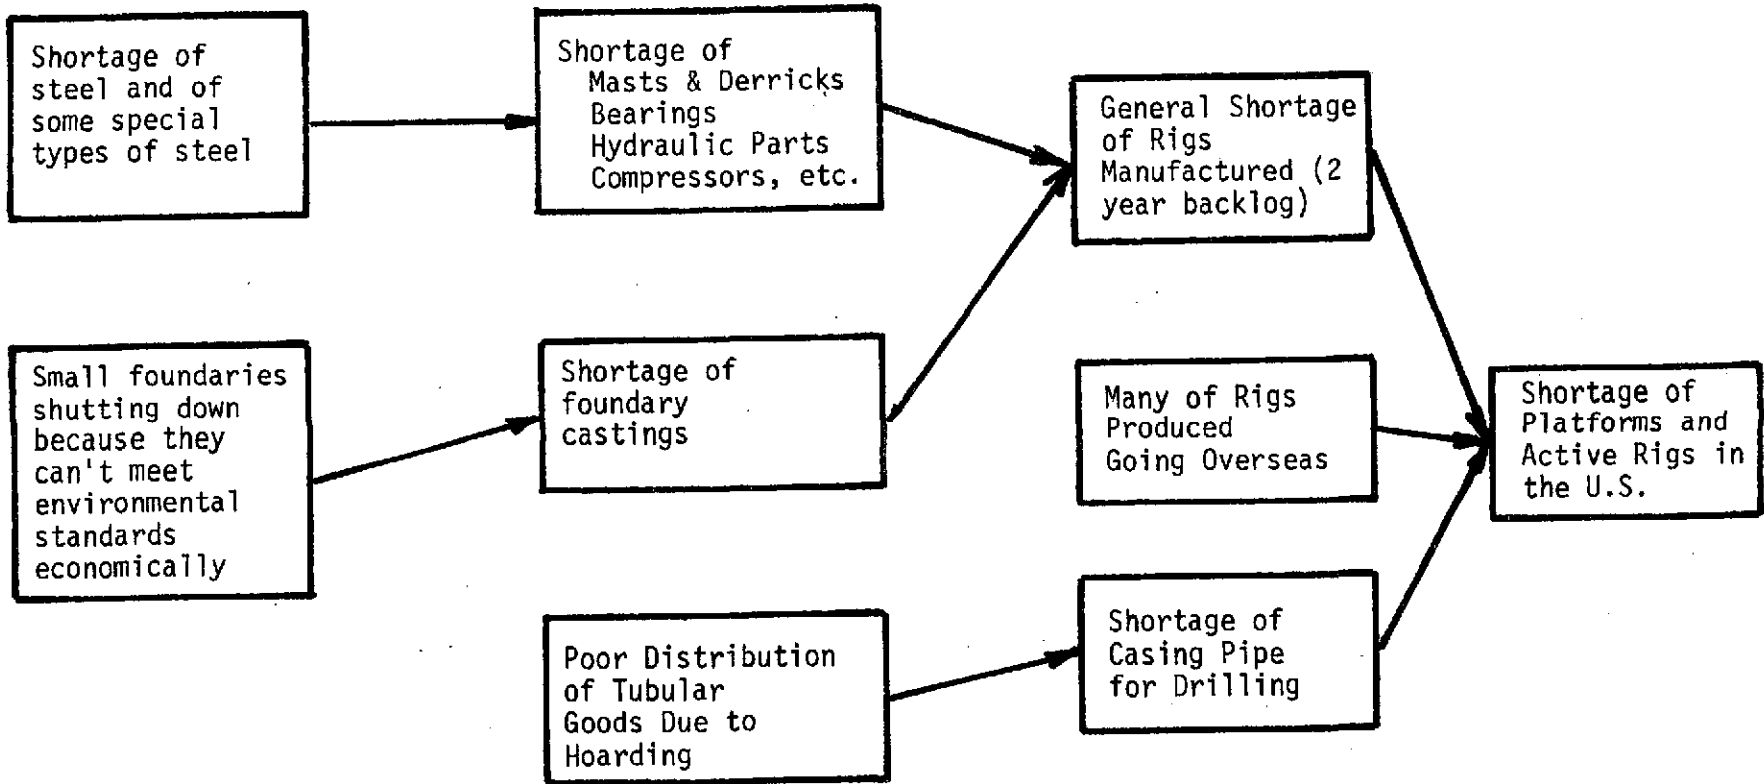 Shortage of
steel and of
some special
types of steel
Shortage of
Masts & Derricks
Bearings
Hydraulic Parts
Compressors, etc.
General Shortage
of Rigs
Manufactured (2
year backlog)
Small foundaries
shutting down
because they
can't meet
environmental
standards
economically
Shortage of
foundary
castings
Many of Rigs
Produced
Going Overseas
Shortage of
Platforms and
Active Rigs in
the U.S.
Poor Distribution
of Tubular
Goods Due to
Hoarding
Shortage of
Casing Pipe
for Drilling